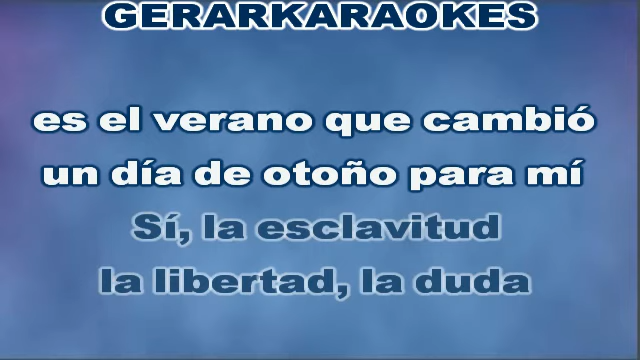 GERARKARAOKES
es el verano que cambió
un día de otoño para mí
Sí, la esclavitud
la libertad, la duda